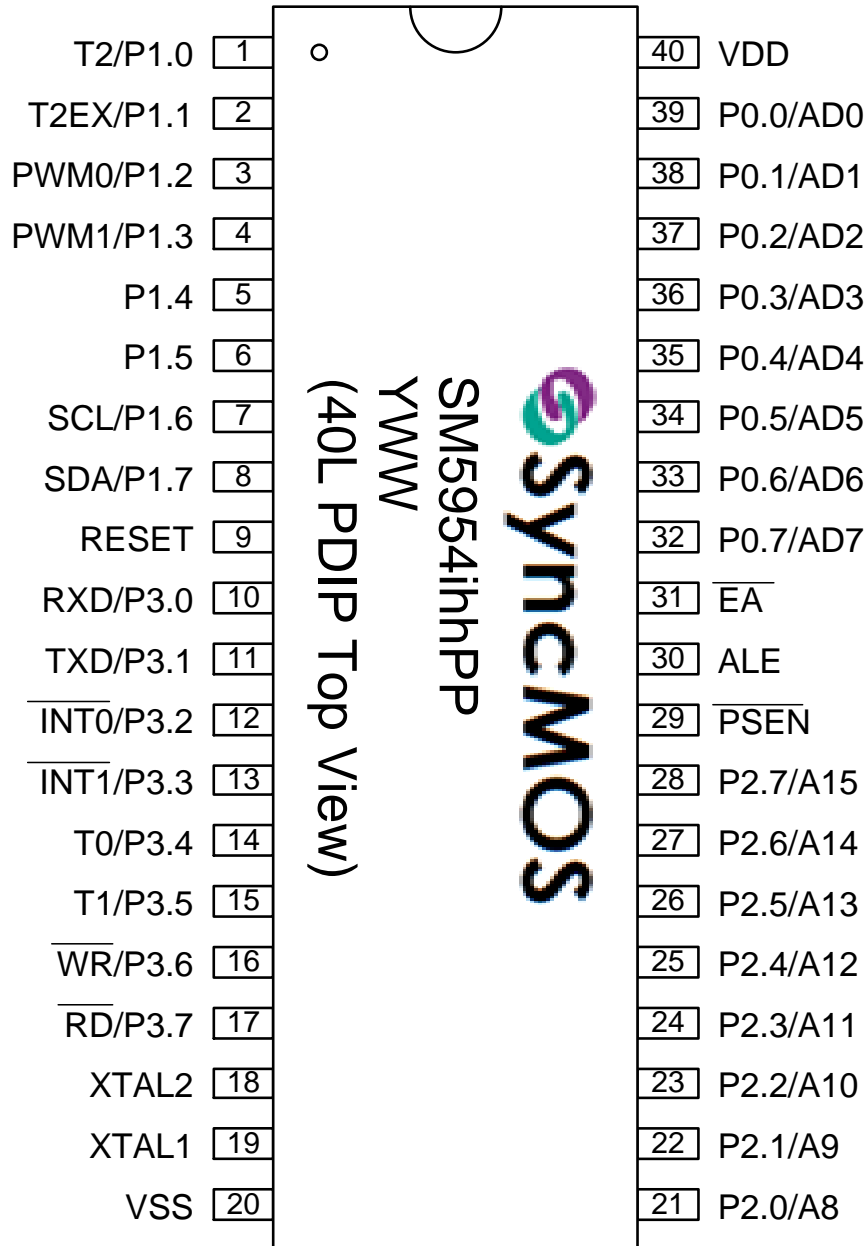 T2/P1.0 1
T2EX/P1.1 2
PWM0/P1.2 3
PWM1/P1.3 4
P1.4 5
P1.5 6
SCL/P1.6 7
SDA/P1.7 8
RESET 9
RXD/P3.0 10
TXD/P3.1 11
I̅N̅T̅0̅/P3.2 12
I̅N̅T̅1̅/P3.3 13
T0/P3.4 14
T1/P3.5 15
W̅R̅/P3.6 16
R̅D̅/P3.7 17
XTAL2 18
XTAL1 19
VSS 20
SyncMOS
SM5954ihhPP
YWW
(40L PDIP Top View)
40 VDD
39 P0.0/AD0
38 P0.1/AD1
37 P0.2/AD2
36 P0.3/AD3
35 P0.4/AD4
34 P0.5/AD5
33 P0.6/AD6
32 P0.7/AD7
31 E̅A̅
30 ALE
29 P̅S̅E̅N̅
28 P2.7/A15
27 P2.6/A14
26 P2.5/A13
25 P2.4/A12
24 P2.3/A11
23 P2.2/A10
22 P2.1/A9
21 P2.0/A8